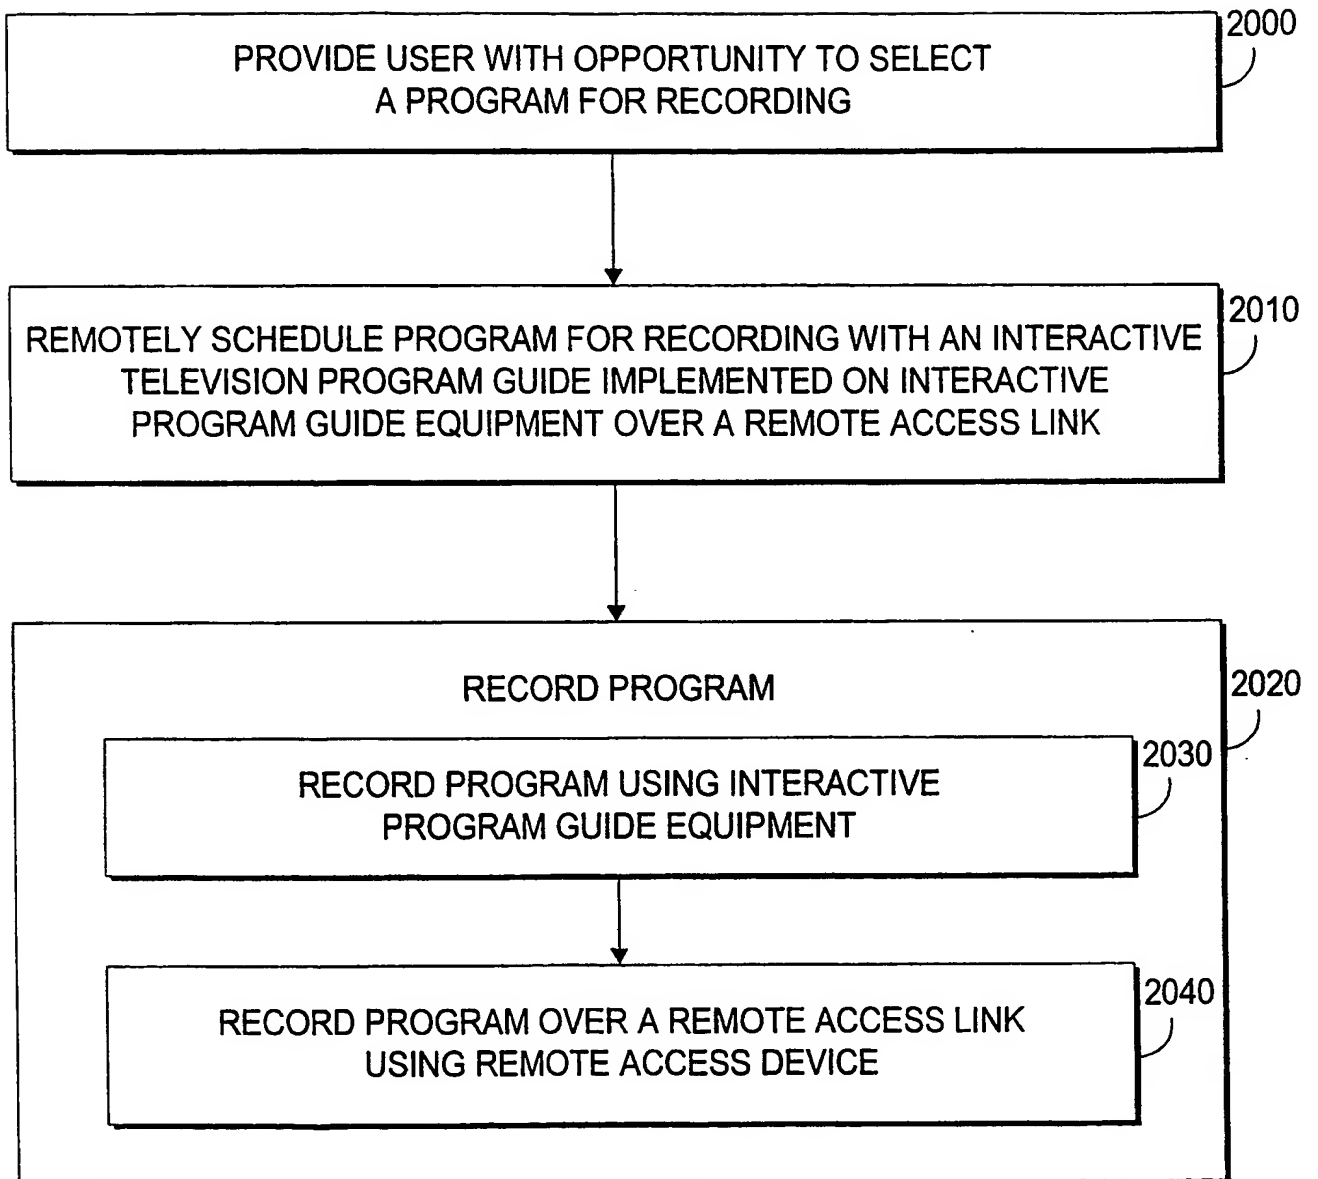 2000
PROVIDE USER WITH OPPORTUNITY TO SELECT
A PROGRAM FOR RECORDING
2010
REMOTELY SCHEDULE PROGRAM FOR RECORDING WITH AN INTERACTIVE
TELEVISION PROGRAM GUIDE IMPLEMENTED ON INTERACTIVE
PROGRAM GUIDE EQUIPMENT OVER A REMOTE ACCESS LINK
RECORD PROGRAM
2020
2030
RECORD PROGRAM USING INTERACTIVE
PROGRAM GUIDE EQUIPMENT
2040
RECORD PROGRAM OVER A REMOTE ACCESS LINK
USING REMOTE ACCESS DEVICE